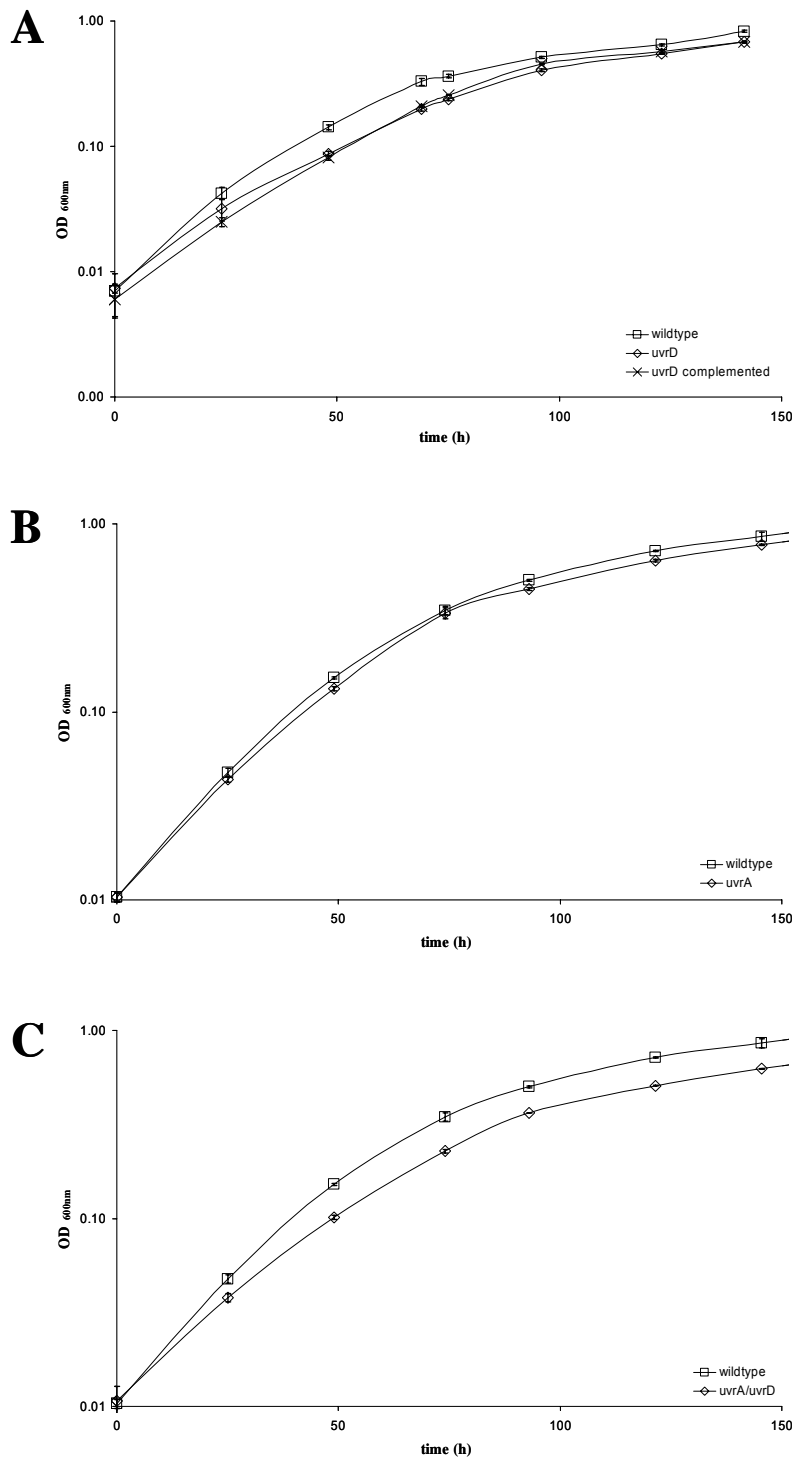 A
1.00
0.10
0.01
0.00
OD 600nm
wildtype
uvrD
uvrD complemented
0 50 100 150
time (h)
B
1.00
0.10
0.01
OD 600nm
wildtype
uvrA
0 50 100 150
time (h)
C
1.00
0.10
0.01
OD 600nm
wildtype
uvrA/uvrD
0 50 100 150
time (h)